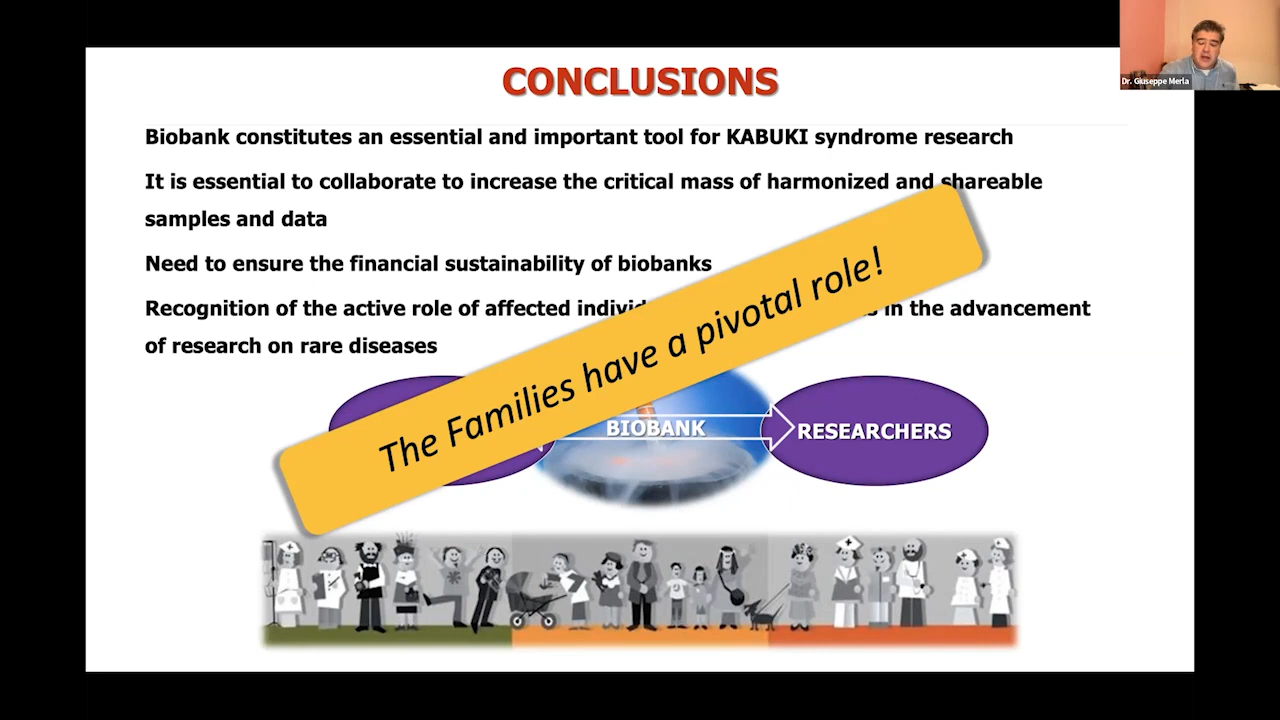 CONCLUSIONS
Dr. Giuseppe Merla
Biobank constitutes an essential and important tool for KABUKI syndrome research
It is essential to collaborate to increase the critical mass of harmonized and shareable
samples and data
Need to ensure the financial sustainability of biobanks
Recognition of the active role of affected in the advancement
of research on rare diseases
The Families have a pivotal role!
BIOBANK
RESEARCHERS